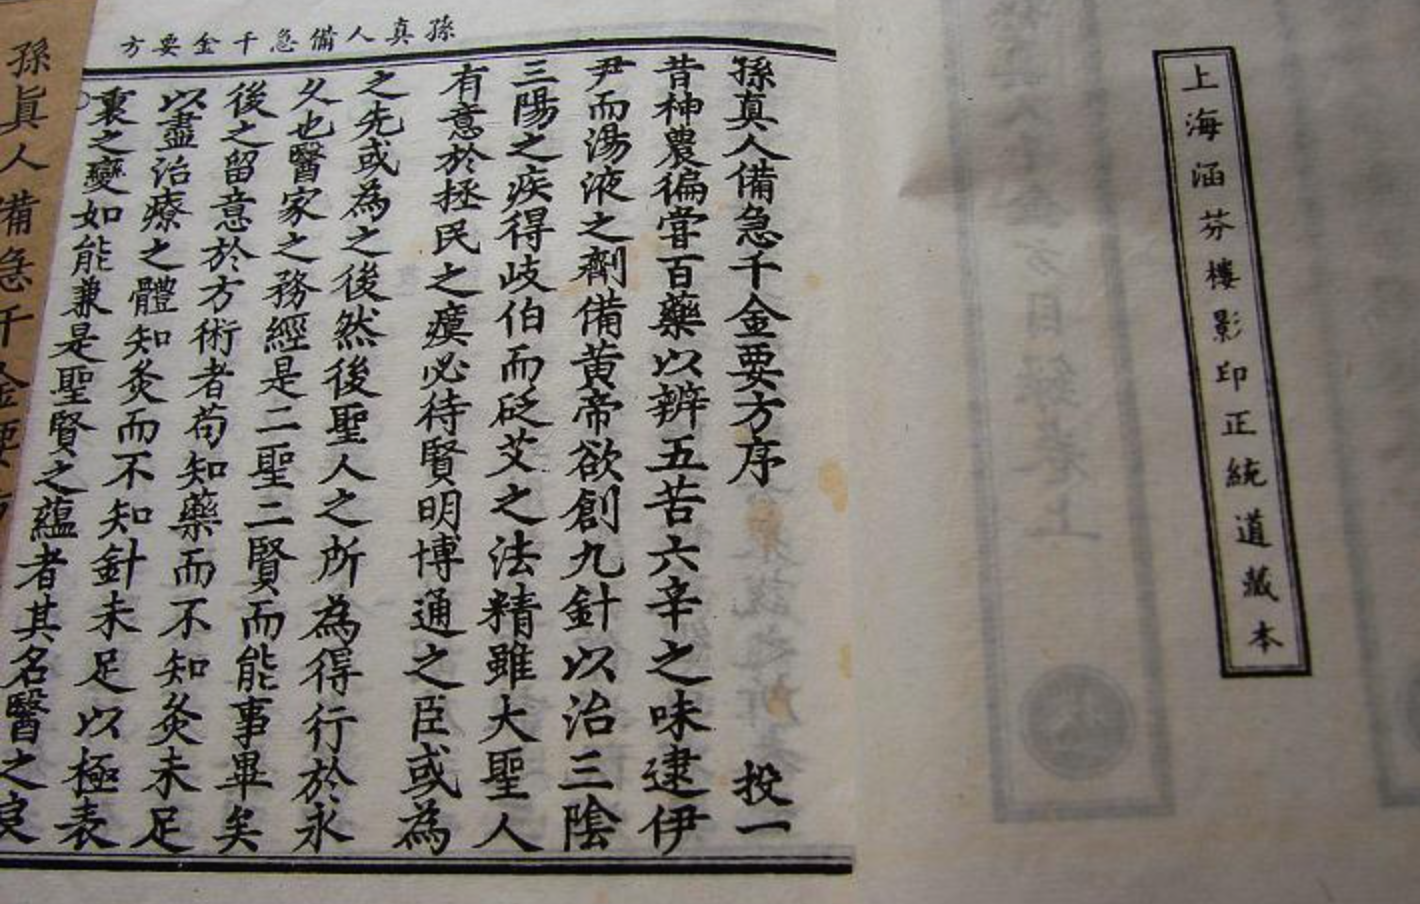 上海涵芬樓影印正統道藏本
孫真人備急千金要方
孫真人備急千金要方序 投一
昔神農徧嘗百藥以辨五苦六辛之味逮伊
尹而湯液之劑備黃帝欲創九針以治三陰
三陽之疾得岐伯而砭艾之法精雖大聖人
有意於拯民之瘼必待賢明博通之臣或為
之先或為之後然後聖人之所為得行於永
久也醫家之務經是二聖二賢而能事畢矣
後之留意於方術者苟知藥而不知灸未足
以盡治療之體知灸而不知針未足以極表
裏之變如能兼是聖賢之蘊者其名醫之良
孫眞人備急千金要